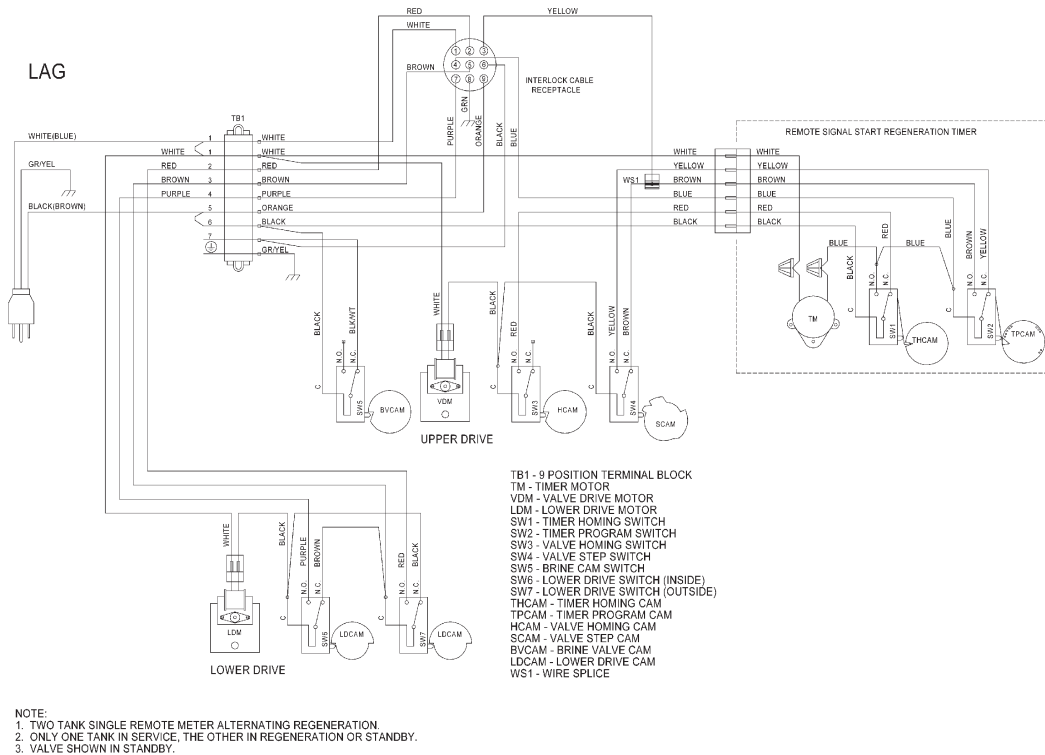 LAG
RED
WHITE
YELLOW
1 2 3
4 5 6
7 8 9
BROWN
INTERLOCK CABLE
RECEPTACLE
GRN
PURPLE
ORANGE
BLACK
BLUE
TB1
WHITE(BLUE)
GR/YEL
BLACK(BROWN)
WHITE
RED
BROWN
PURPLE
1
1
2
3
4
5
6
7
WHITE
WHITE
RED
BROWN
PURPLE
ORANGE
BLACK
GR/YEL
REMOTE SIGNAL START REGENERATION TIMER
WS1
WHITE
YELLOW
BROWN
BLUE
RED
BLACK
WHITE
YELLOW
BROWN
BLUE
RED
BLACK
BLUE
BLACK
RED
BLUE
BLUE
BROWN
YELLOW
N.O.
N.C.
C
SW1
THCAM
TM
N.O.
N.C.
C
SW2
TPCAM
BLACK
BLK/WT
N.O.
N.C.
C
SW5
BVCAM
WHITE
VDM
UPPER DRIVE
BLACK
RED
N.O.
N.C.
C
SW3
HCAM
BLACK
YELLOW
BROWN
N.O.
N.C.
C
SW4
SCAM
WHITE
LDM
LOWER DRIVE
BLACK
PURPLE
BROWN
N.O.
N.C.
C
SW6
LDCAM
RED
BLACK
N.O.
N.C.
C
SW7
LDCAM
TB1 - 9 POSITION TERMINAL BLOCK
TM - TIMER MOTOR
VDM - VALVE DRIVE MOTOR
LDM - LOWER DRIVE MOTOR
SW1 - TIMER HOMING SWITCH
SW2 - TIMER PROGRAM SWITCH
SW3 - VALVE HOMING SWITCH
SW4 - VALVE STEP SWITCH
SW5 - BRINE CAM SWITCH
SW6 - LOWER DRIVE SWITCH (INSIDE)
SW7 - LOWER DRIVE SWITCH (OUTSIDE)
THCAM - TIMER HOMING CAM
TPCAM - TIMER PROGRAM CAM
HCAM - VALVE HOMING CAM
SCAM - VALVE STEP CAM
BVCAM - BRINE VALVE CAM
LDCAM - LOWER DRIVE CAM
WS1 - WIRE SPLICE
NOTE:
1. TWO TANK SINGLE REMOTE METER ALTERNATING REGENERATION.
2. ONLY ONE TANK IN SERVICE, THE OTHER IN REGENERATION OR STANDBY.
3. VALVE SHOWN IN STANDBY.